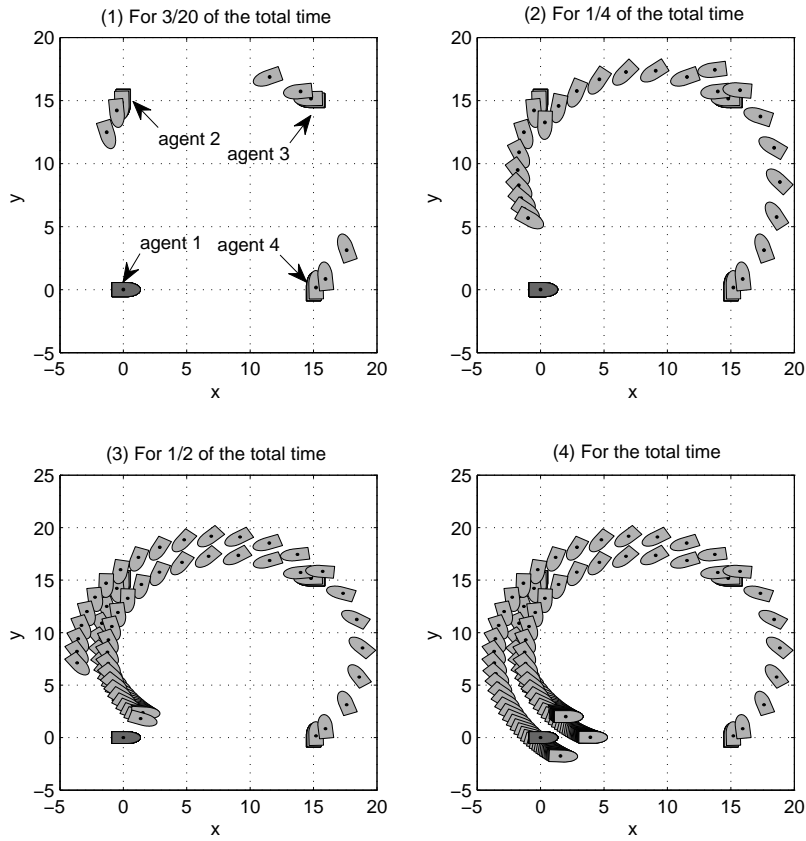 (1) For 3/20 of the total time
20
15
10
5
0
−5
−5 0 5 10 15 20
x
y
agent 2
agent 3
agent 1
agent 4
(2) For 1/4 of the total time
20
15
10
5
0
−5
−5 0 5 10 15 20
x
y
(3) For 1/2 of the total time
25
20
15
10
5
0
−5
−5 0 5 10 15 20
x
y
(4) For the total time
25
20
15
10
5
0
−5
−5 0 5 10 15 20
x
y